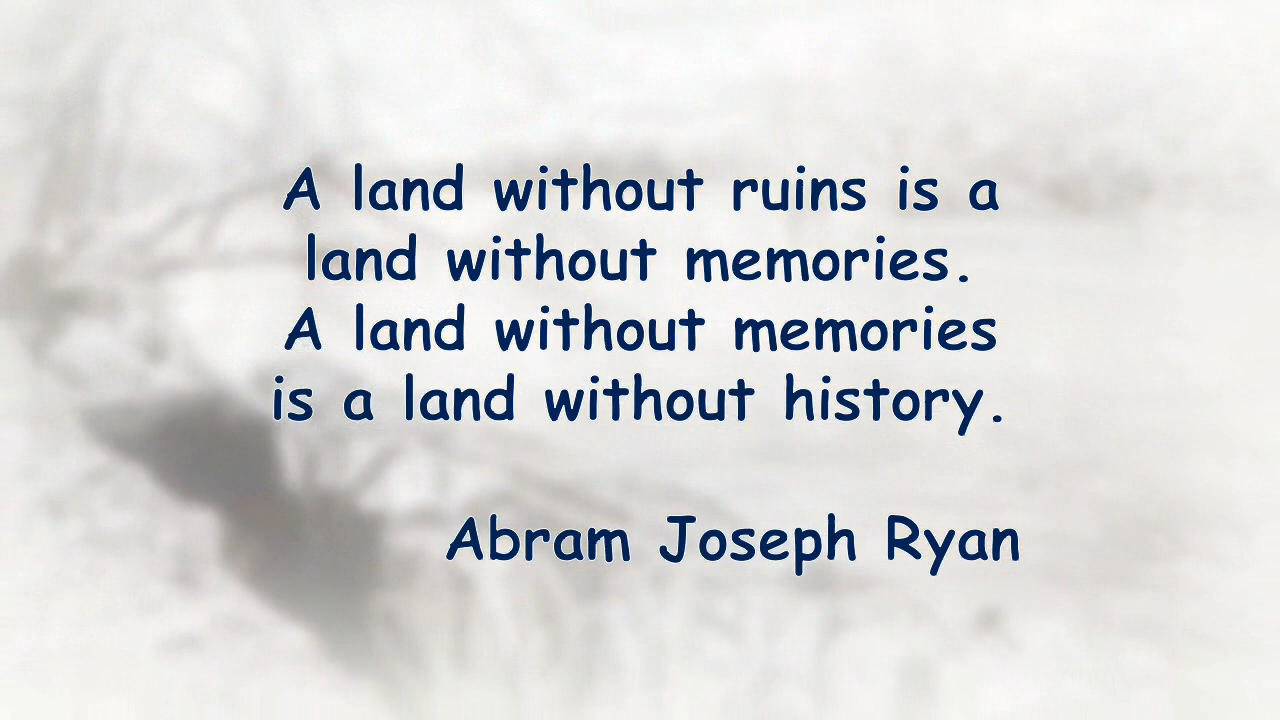 A land without ruins is a
land without memories.
A land without memories
is a land without history.
Abram Joseph Ryan